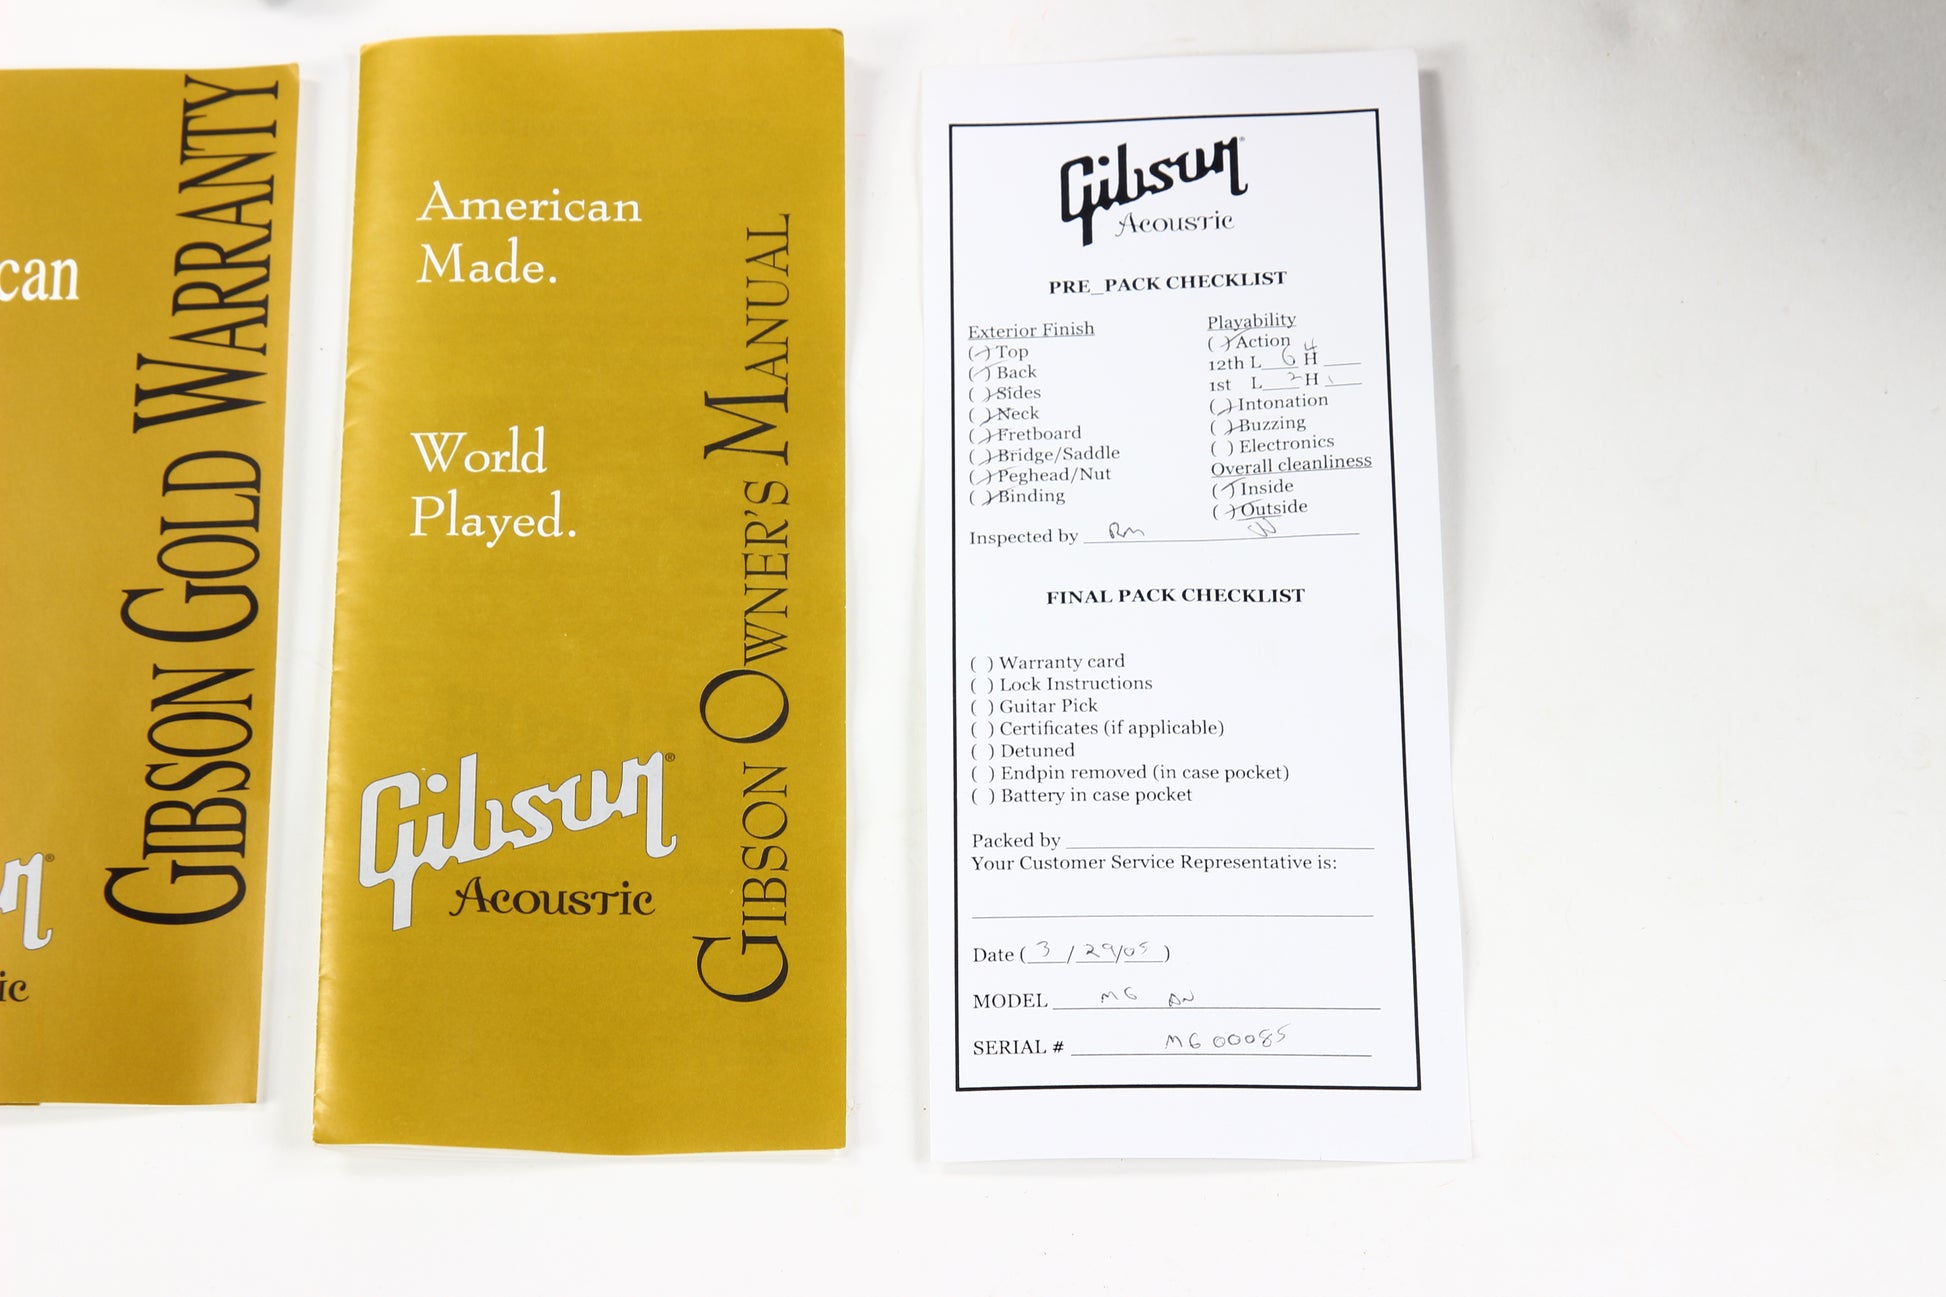 can
GIBSON GOLD WARRANTY
American
Made.
World
Played.
Gibson®
Acoustic
GIBSON OWNER'S MANUAL
Gibson®
Acoustic
PRE_PACK CHECKLIST
Exterior Finish
( ) Top
( ) Back
( ) Sides
( ) Neck
( ) Fretboard
( ) Bridge/Saddle
( ) Peghead/Nut
( ) Binding
Playability
( ) Action
12th L 6 H 4
1st L 2 H 1
( ) Intonation
( ) Buzzing
( ) Electronics
Overall cleanliness
( ) Inside
( ) Outside
Inspected by Rm
FINAL PACK CHECKLIST
( ) Warranty card
( ) Lock Instructions
( ) Guitar Pick
( ) Certificates (if applicable)
( ) Detuned
( ) Endpin removed (in case pocket)
( ) Battery in case pocket
Packed by
Your Customer Service Representative is:
Date ( 3 / 29/05 )
MODEL MG AN
SERIAL # MG 00085